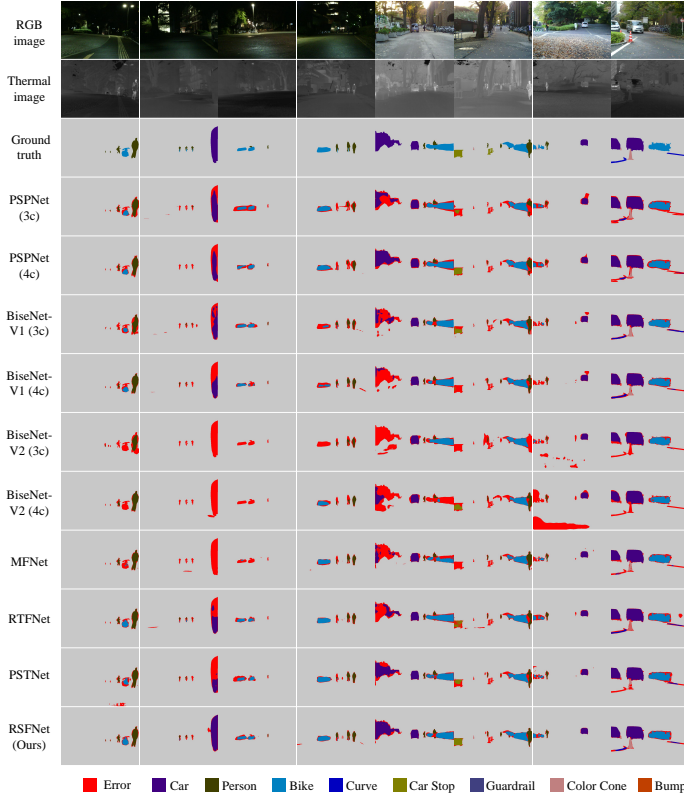 RGB
image
Thermal
image
Ground
truth
PSPNet
(3c)
PSPNet
(4c)
BiseNet-
V1 (3c)
BiseNet-
V1 (4c)
BiseNet-
V2 (3c)
BiseNet-
V2 (4c)
MFNet
RTFNet
PSTNet
RSFNet
(Ours)
Error Car Person Bike Curve Car Stop Guardrail Color Cone Bump